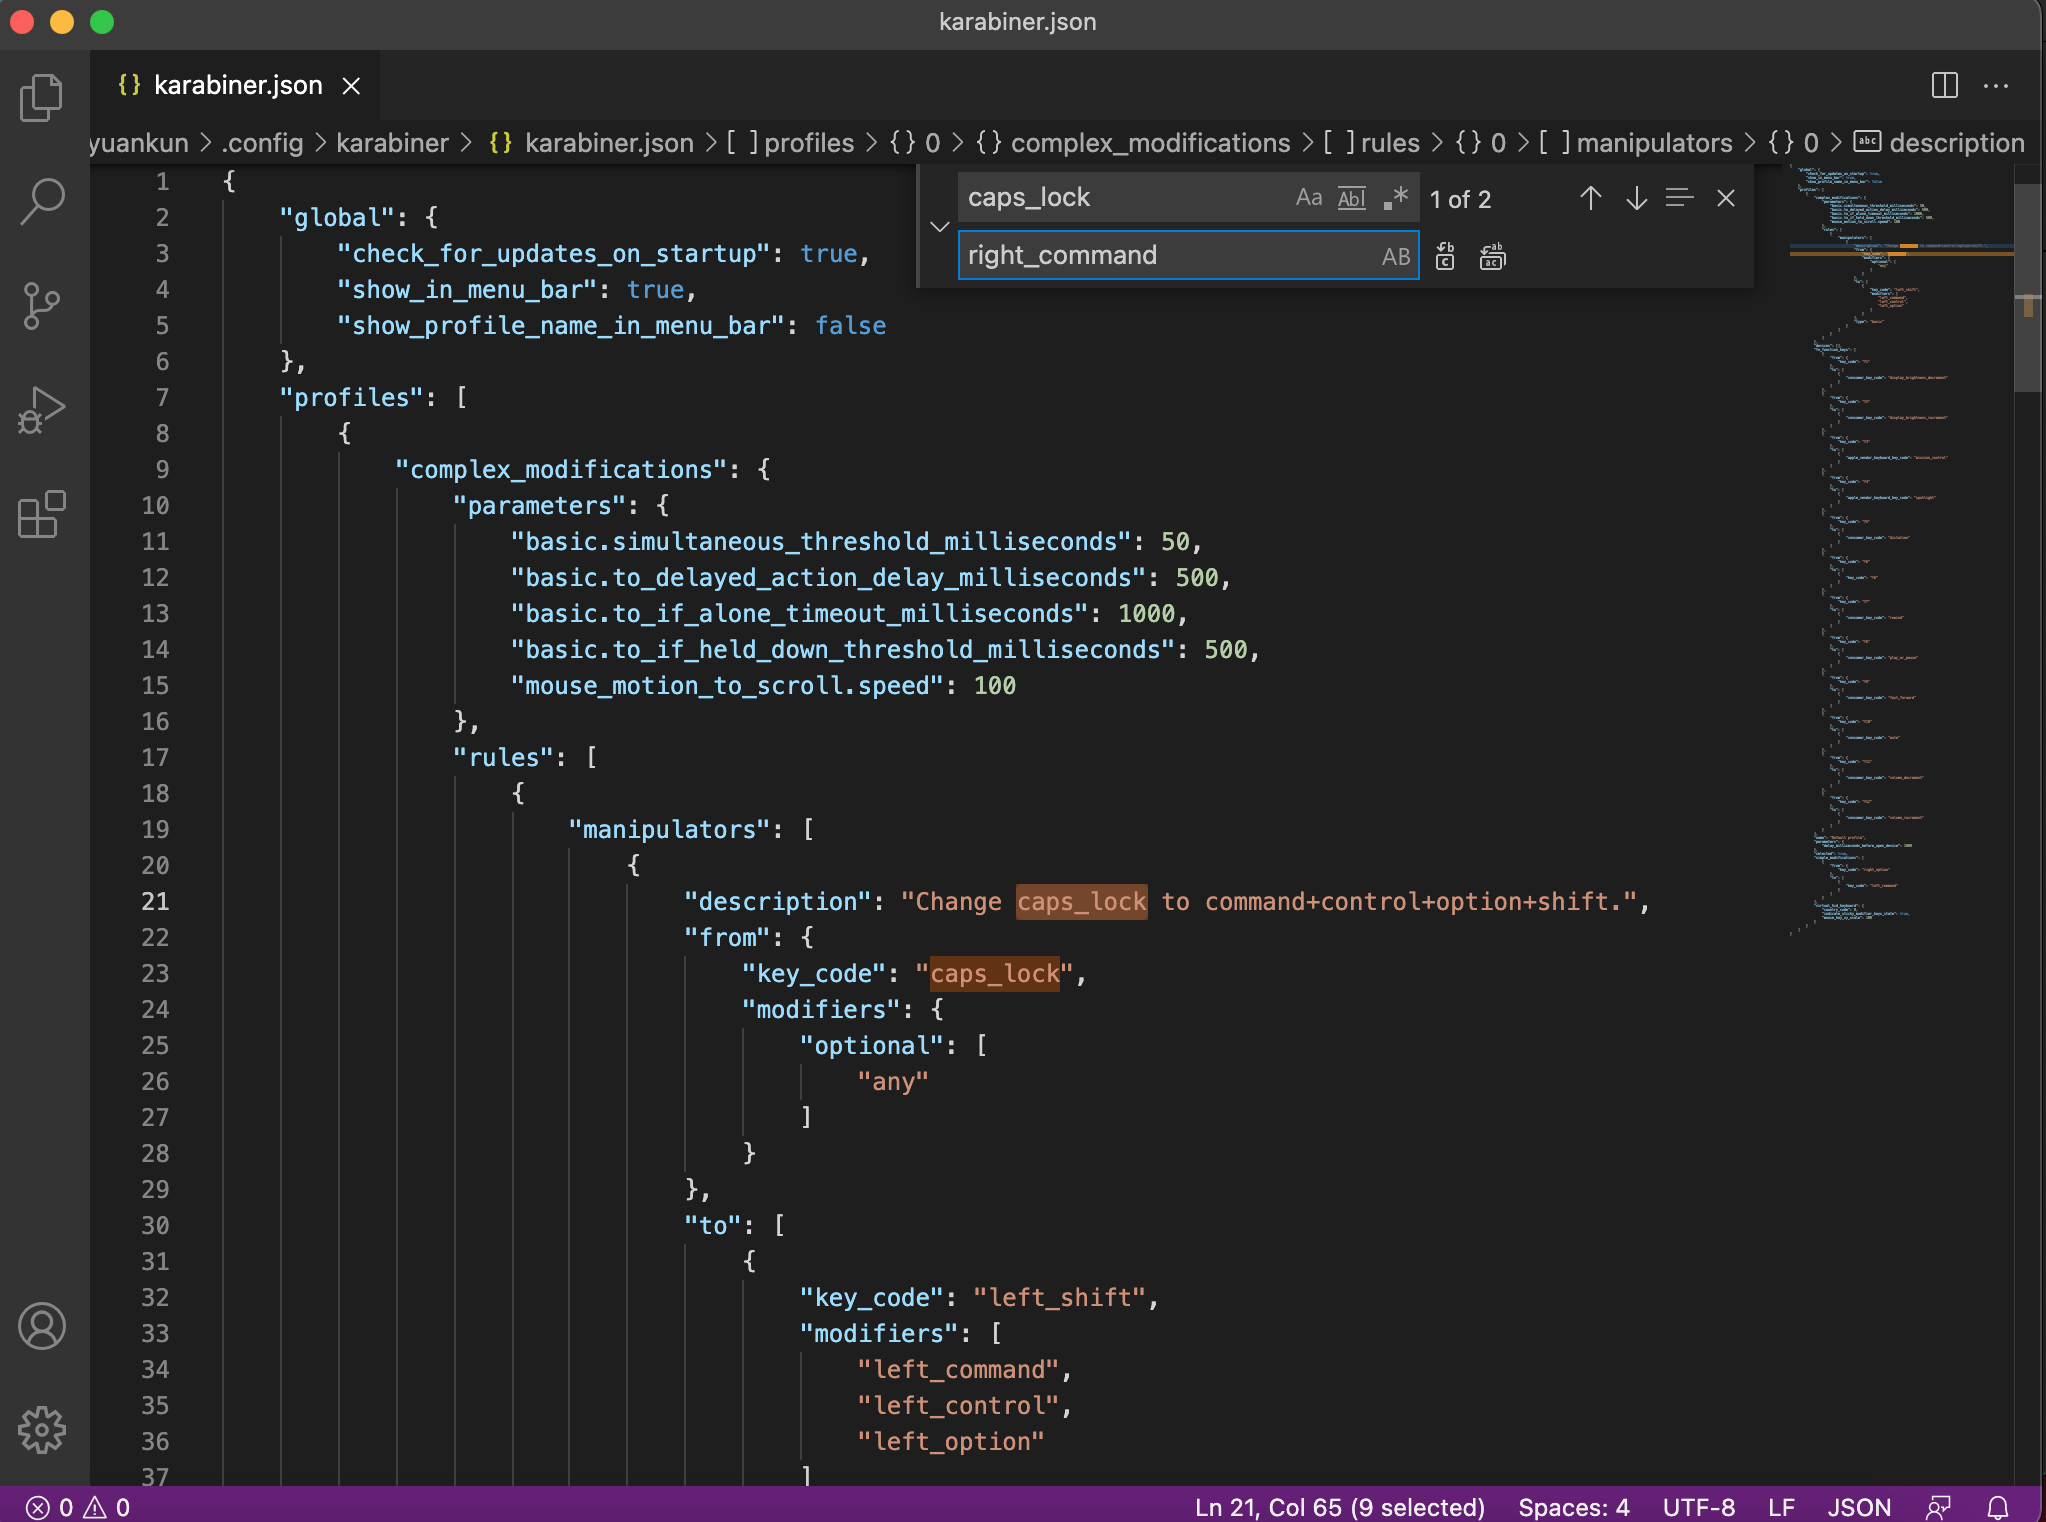 karabiner.json
{} karabiner.json
yuankun > .config > karabiner > {} karabiner.json > [ ] profiles > {} 0 > {} complex_modifications > [ ] rules > {} 0 > [ ] manipulators > {} 0 > abc description
caps_lock Aa Abl .* 1 of 2
right_command AB
1 {
2 "global": {
3 "check_for_updates_on_startup": true,
4 "show_in_menu_bar": true,
5 "show_profile_name_in_menu_bar": false
6 },
7 "profiles": [
8 {
9 "complex_modifications": {
10 "parameters": {
11 "basic.simultaneous_threshold_milliseconds": 50,
12 "basic.to_delayed_action_delay_milliseconds": 500,
13 "basic.to_if_alone_timeout_milliseconds": 1000,
14 "basic.to_if_held_down_threshold_milliseconds": 500,
15 "mouse_motion_to_scroll.speed": 100
16 },
17 "rules": [
18 {
19 "manipulators": [
20 {
21 "description": "Change caps_lock to command+control+option+shift.",
22 "from": {
23 "key_code": "caps_lock",
24 "modifiers": {
25 "optional": [
26 "any"
27 ]
28 }
29 },
30 "to": [
31 {
32 "key_code": "left_shift",
33 "modifiers": [
34 "left_command",
35 "left_control",
36 "left_option"
37 ]
0 0 Ln 21, Col 65 (9 selected) Spaces: 4 UTF-8 LF JSON